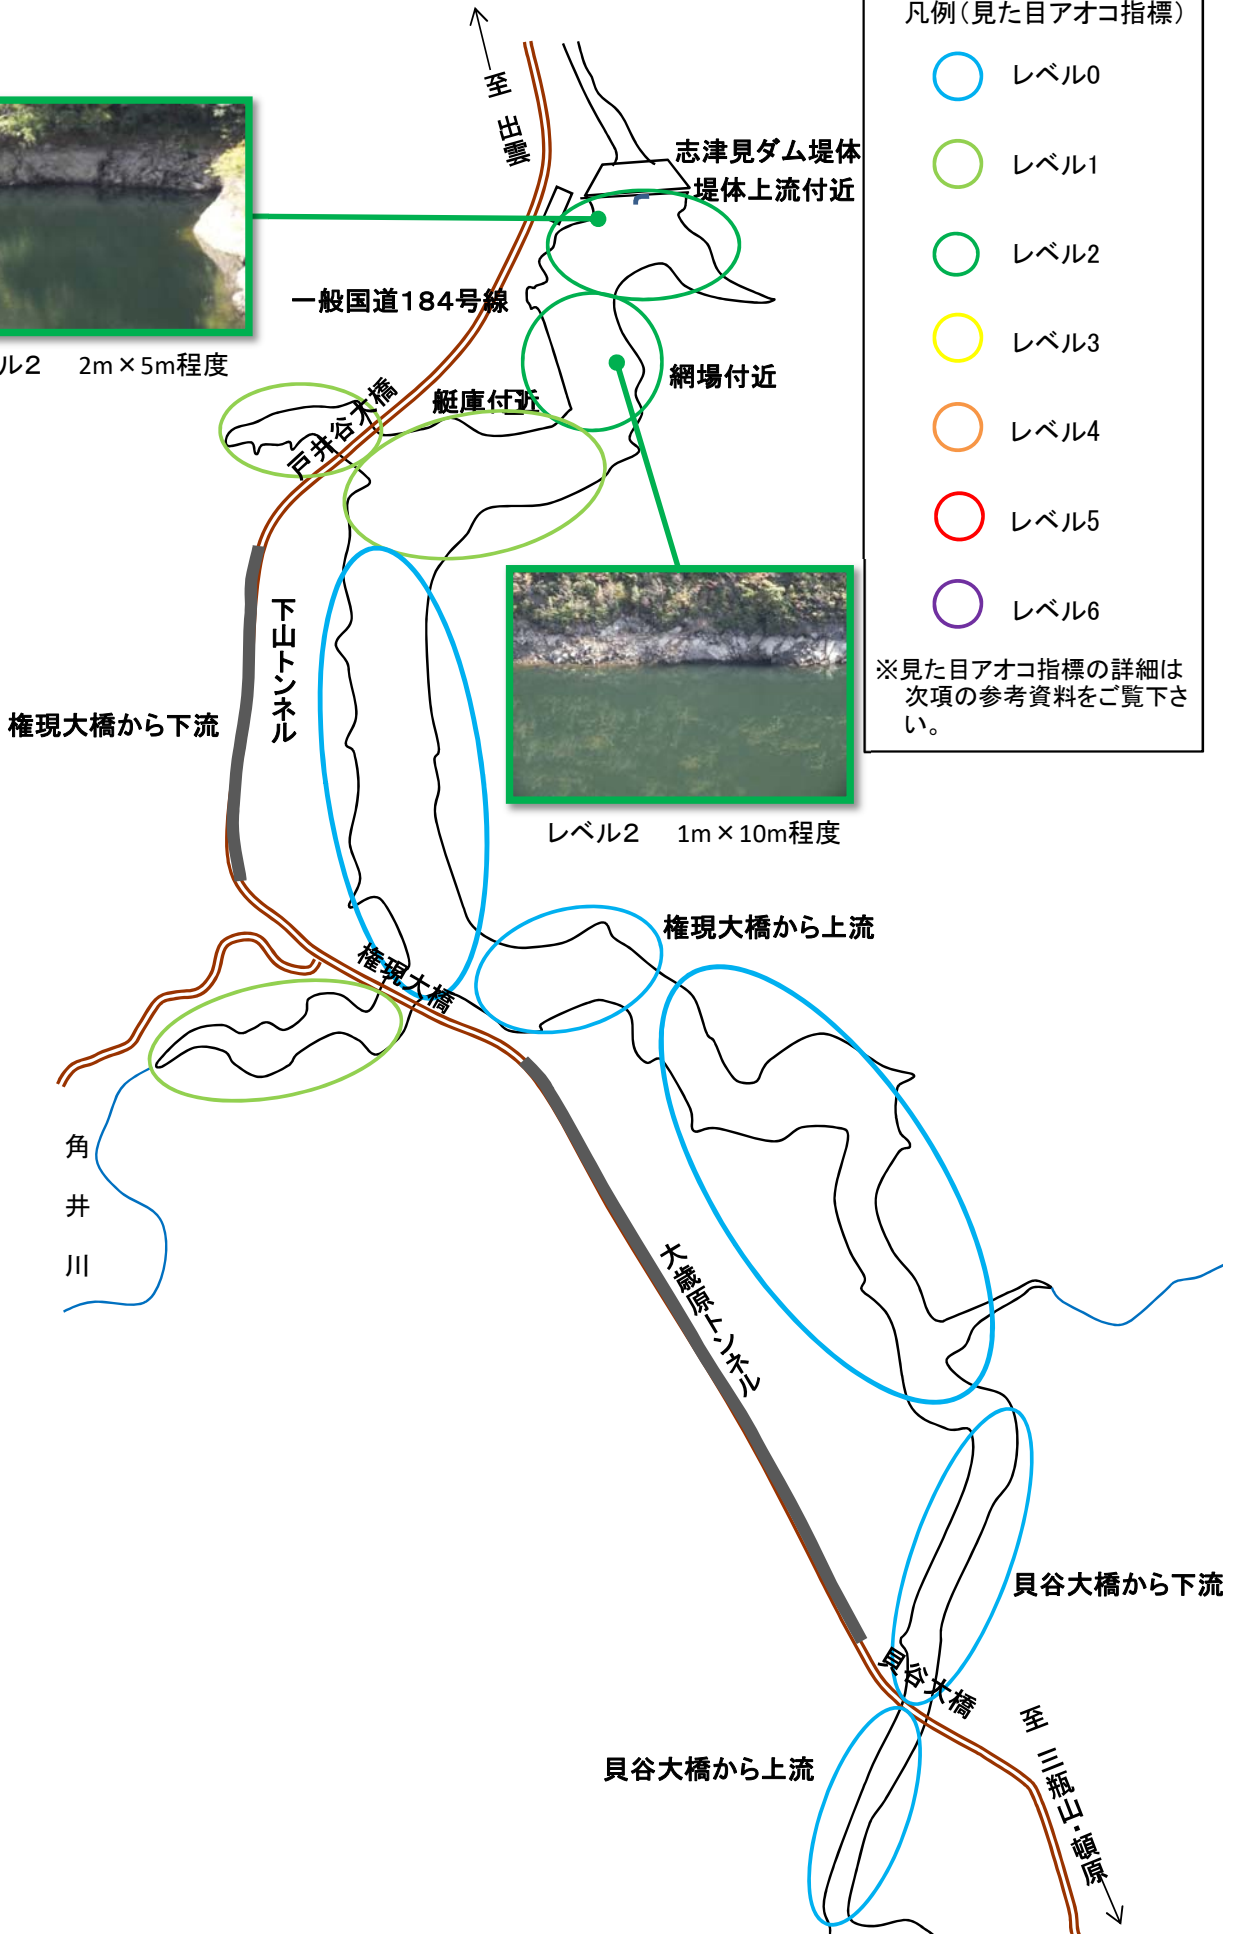 凡例(見た目アオコ指標)
レベル0
レベル1
レベル2
レベル3
レベル4
レベル5
レベル6
※見た目アオコ指標の詳細は
次項の参考資料をご覧下さ
い。
至 出雲
志津見ダム堤体
堤体上流付近
一般国道184号線
ル2 2m×5m程度
網場付近
艇庫付近
戸井谷大橋
下山トンネル
権現大橋から下流
レベル2 1m×10m程度
権現大橋から上流
権現大橋
角井川
大歳原トンネル
貝谷大橋から下流
貝谷大橋
至 三瓶山・頓原
貝谷大橋から上流